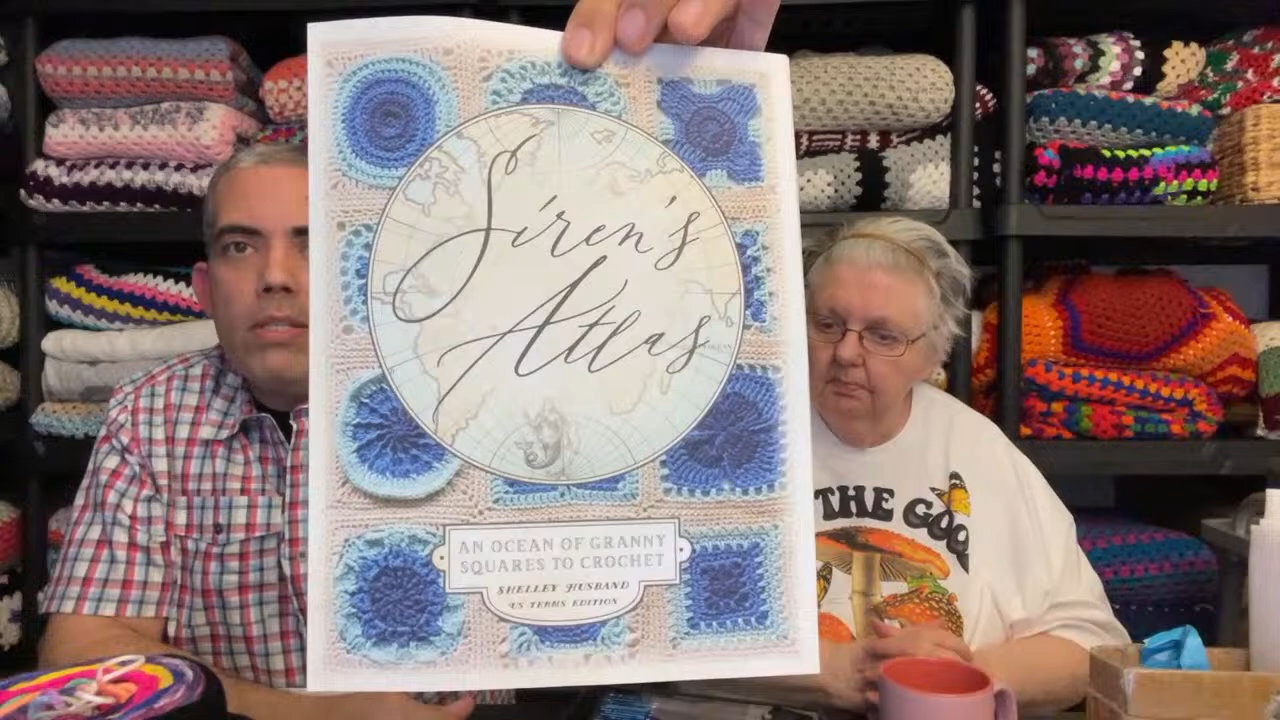 Siren's
Atlas
AN OCEAN OF GRANNY
SQUARES TO CROCHET
SHELLEY HUSBAND
US TERMS EDITION
THE GOO